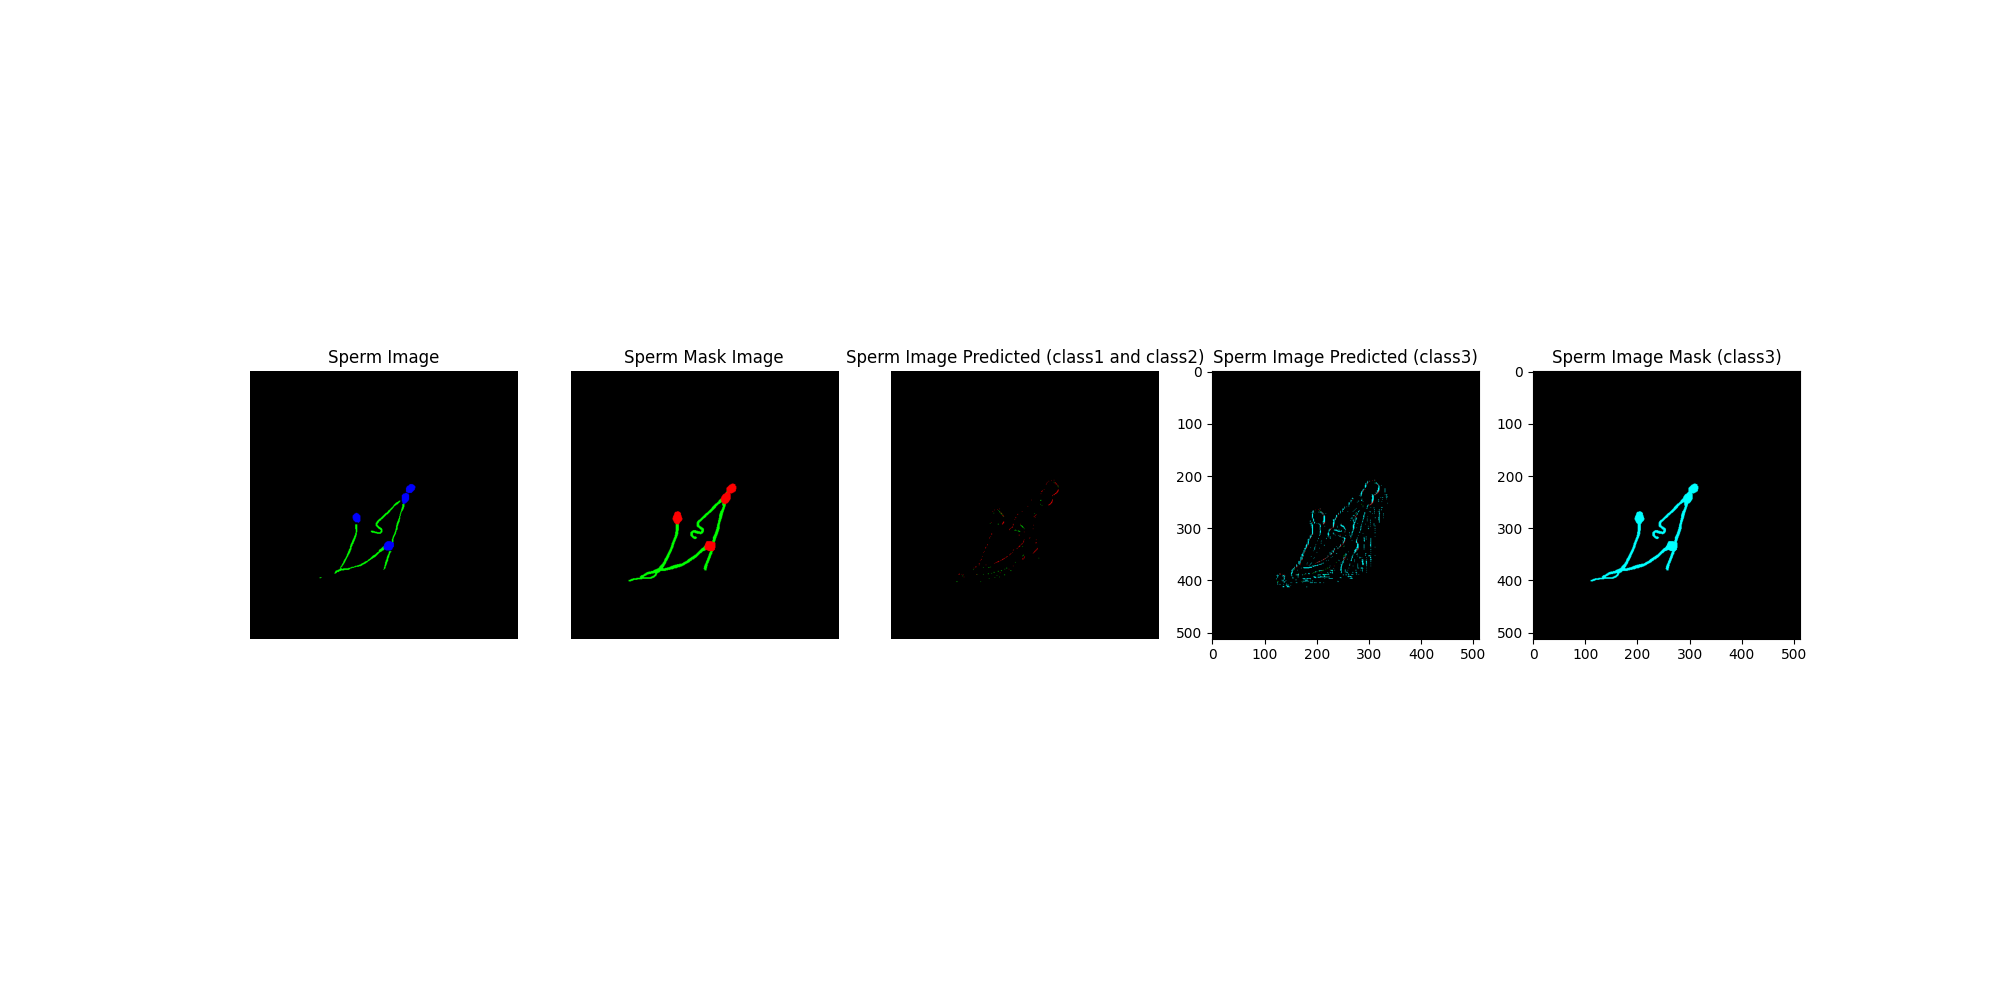 Sperm Image
Sperm Mask Image
Sperm Image Predicted (class1 and class2)
Sperm Image Predicted (class3)
Sperm Image Mask (class3)
0
100
200
300
400
500
0 100 200 300 400 500
0
100
200
300
400
500
0 100 200 300 400 500